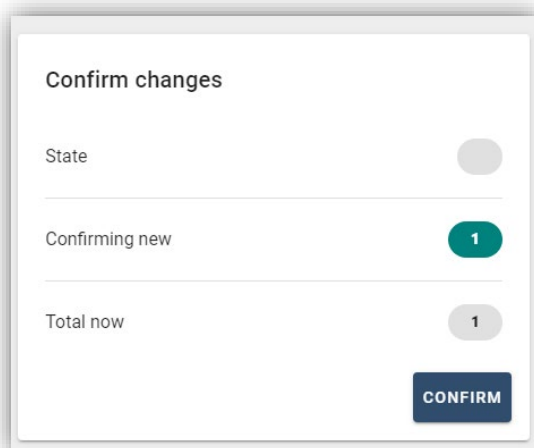 Confirm changes
State
Confirming new 1
Total now 1
CONFIRM